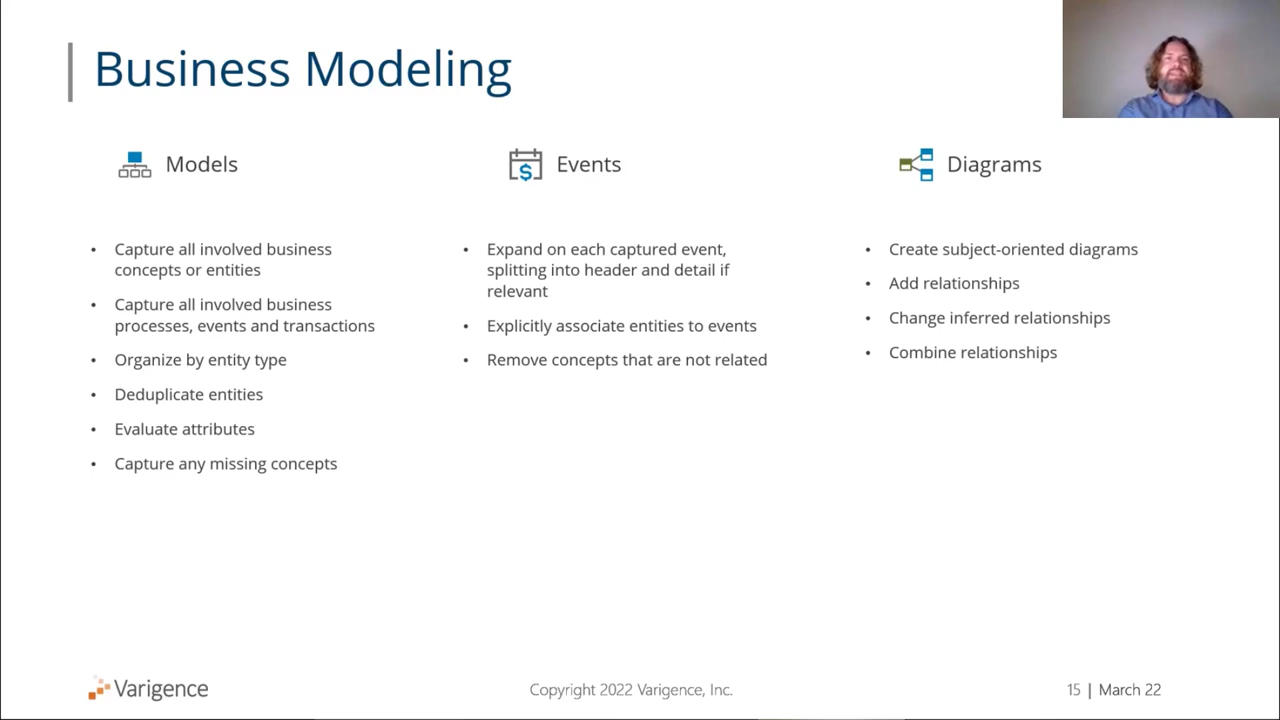 Business Modeling
Models
Capture all involved business
concepts or entities
Capture all involved business
processes, events and transactions
Organize by entity type
Deduplicate entities
Evaluate attributes
Capture any missing concepts
Events
Expand on each captured event,
splitting into header and detail if
relevant
Explicitly associate entities to events
Remove concepts that are not related
Diagrams
Create subject-oriented diagrams
Add relationships
Change inferred relationships
Combine relationships
Varigence
Copyright 2022 Varigence, Inc.
15 | March 22